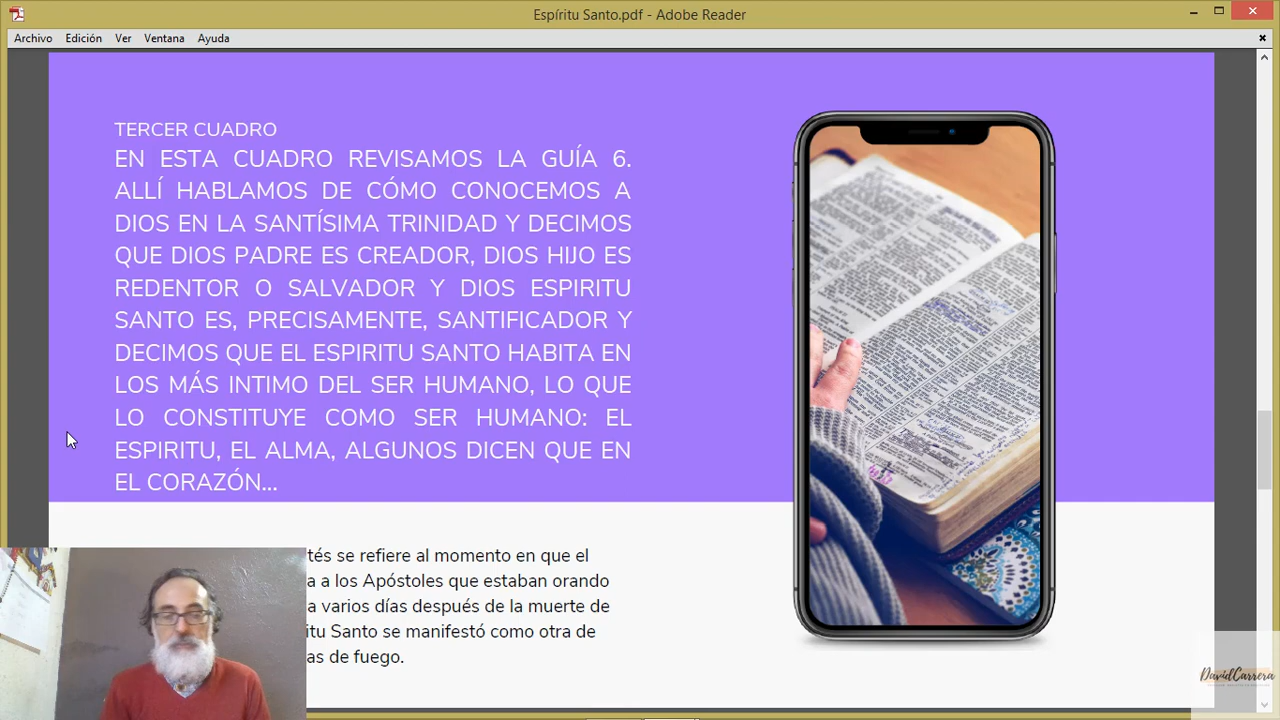 Espíritu Santo.pdf - Adobe Reader
Archivo Edición Ver Ventana Ayuda
TERCER CUADRO
EN ESTA CUADRO REVISAMOS LA GUÍA 6.
ALLÍ HABLAMOS DE CÓMO CONOCEMOS A
DIOS EN LA SANTÍSIMA TRINIDAD Y DECIMOS
QUE DIOS PADRE ES CREADOR, DIOS HIJO ES
REDENTOR O SALVADOR Y DIOS ESPIRITU
SANTO ES, PRECISAMENTE, SANTIFICADOR Y
DECIMOS QUE EL ESPIRITU SANTO HABITA EN
LOS MÁS INTIMO DEL SER HUMANO, LO QUE
LO CONSTITUYE COMO SER HUMANO: EL
ESPIRITU, EL ALMA, ALGUNOS DICEN QUE EN
EL CORAZÓN...
tés se refiere al momento en que el
a a los Apóstoles que estaban orando
a varios días después de la muerte de
itu Santo se manifestó como otra de
as de fuego.
DavidCarrera